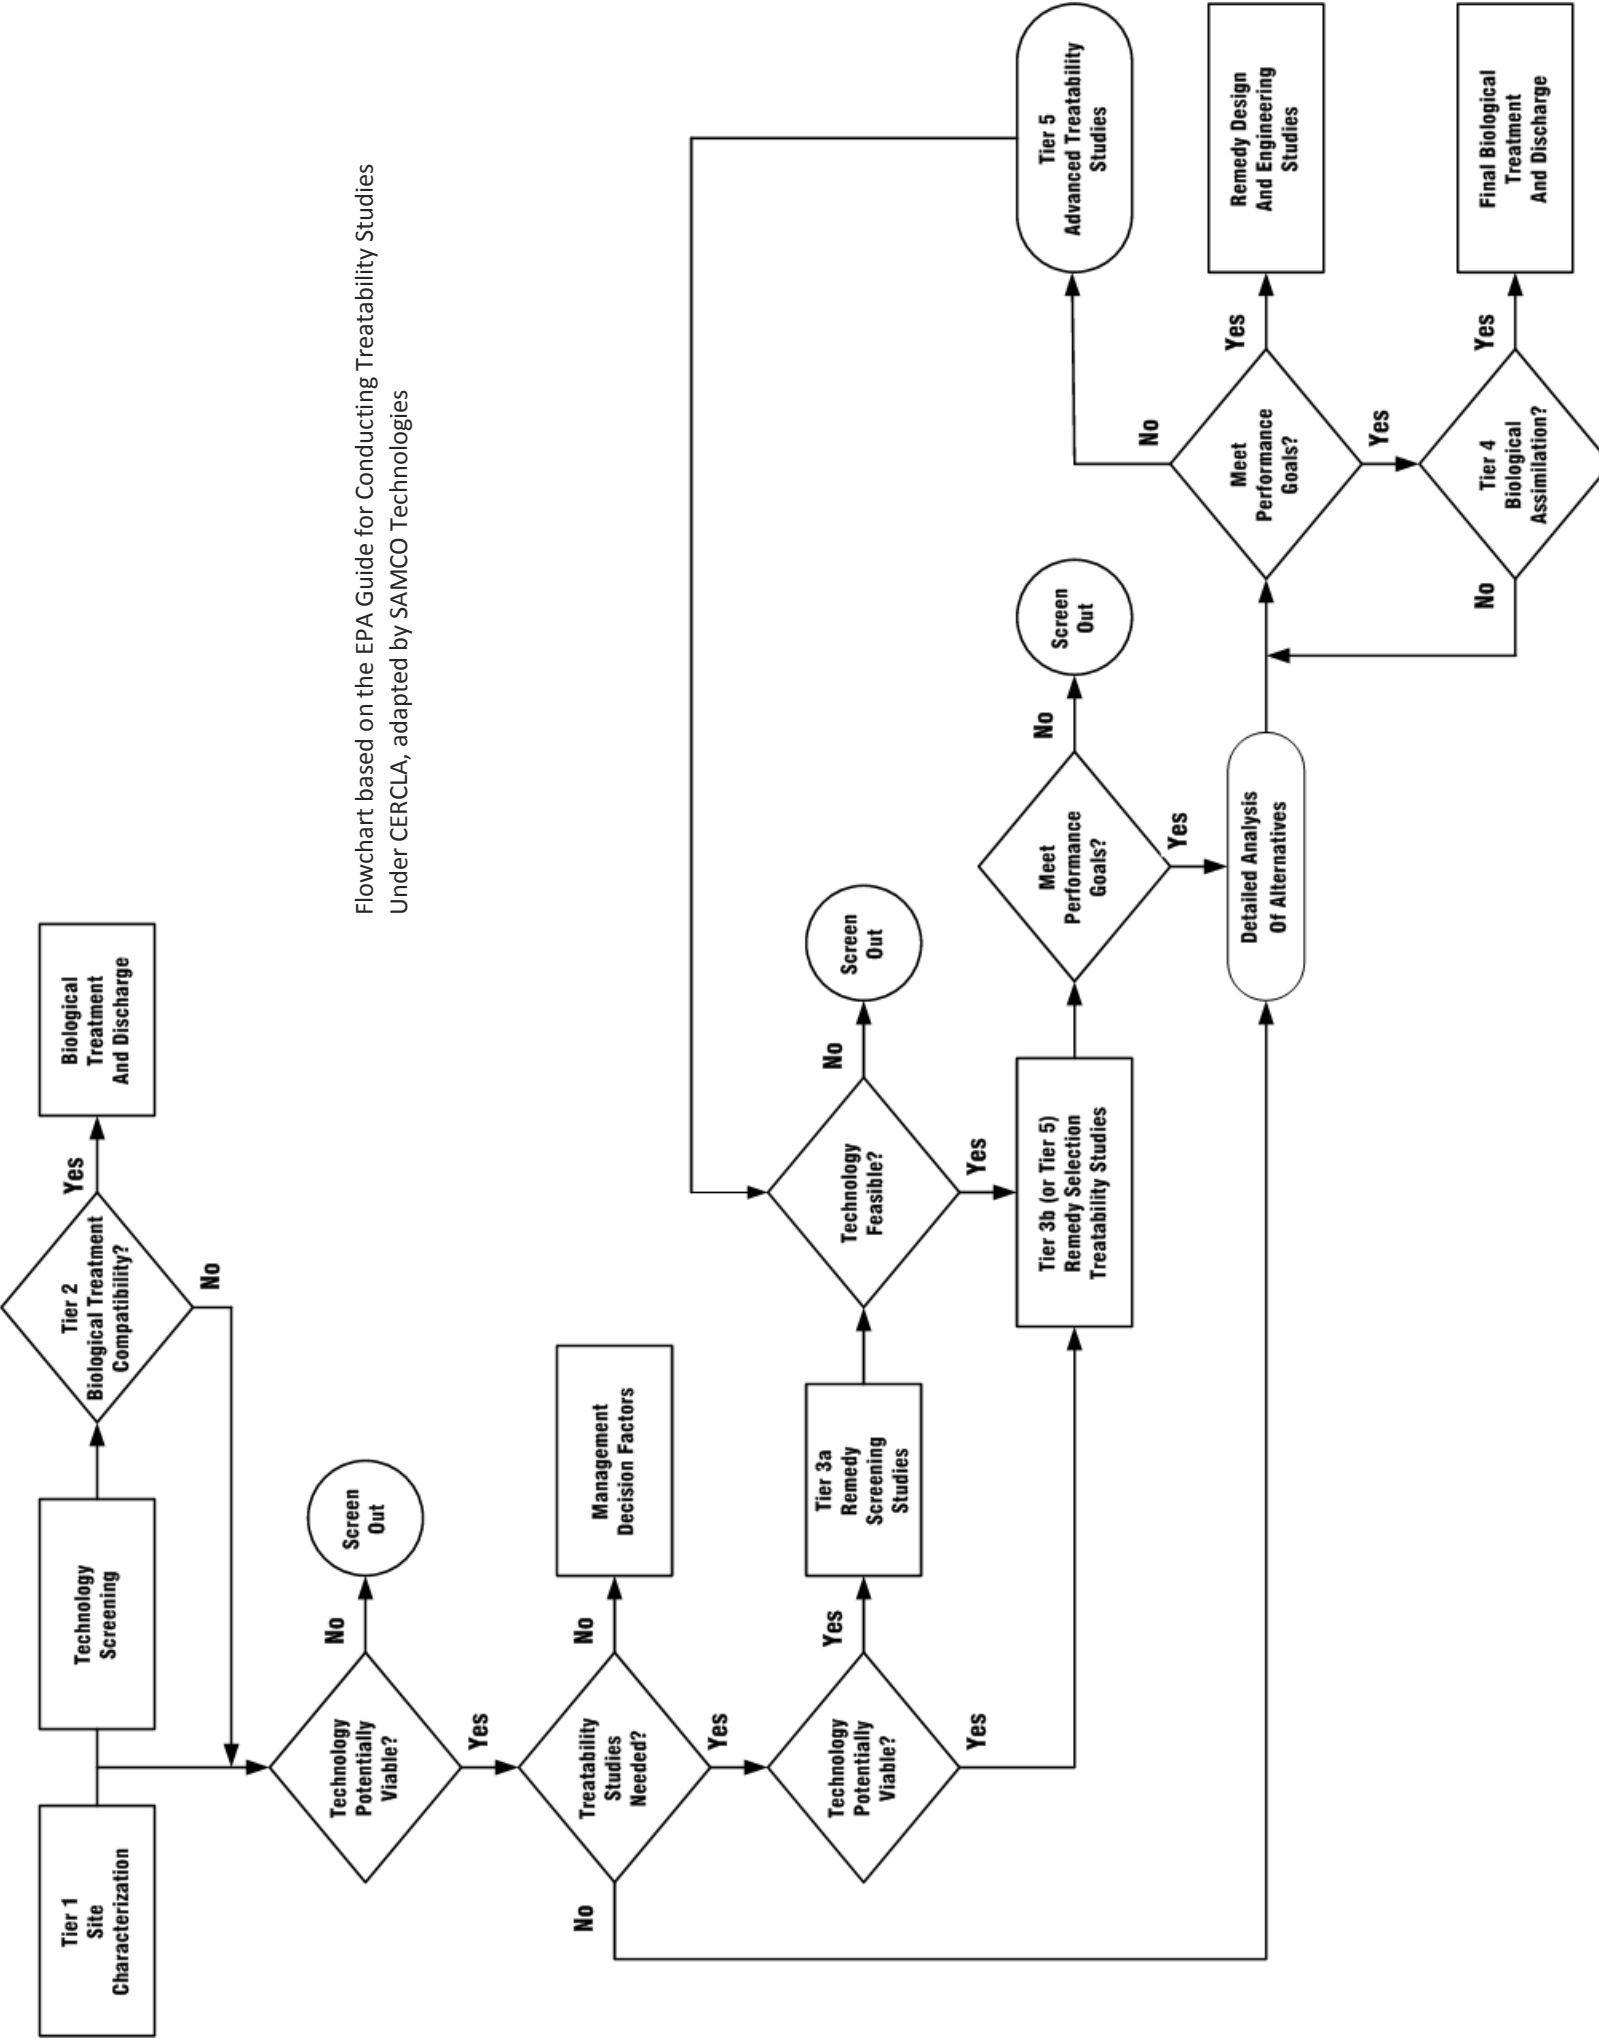 Tier 1
Site
Characterization
Technology
Screening
Tier 2
Biological Treatment
Compatibility?
Yes
Biological
Treatment
And Discharge
No
Technology
Potentially
Viable?
No
Screen
Out
Yes
Flowchart based on the EPA Guide for Conducting Treatability Studies
Under CERCLA, adapted by SAMCO Technologies
No
Treatability
Studies
Needed?
No
Management
Decision Factors
Yes
Technology
Potentially
Viable?
Yes
Tier 3a
Remedy
Screening
Studies
Technology
Feasible?
No
Screen
Out
Yes
Yes
Tier 3b (or Tier 5)
Remedy Selection
Treatability Studies
Meet
Performance
Goals?
No
Screen
Out
Tier 5
Advanced Treatability
Studies
Yes
No
Detailed Analysis
Of Alternatives
Meet
Performance
Goals?
Yes
Remedy Design
And Engineering
Studies
Yes
No
Tier 4
Biological
Assimilation?
Yes
Final Biological
Treatment
And Discharge